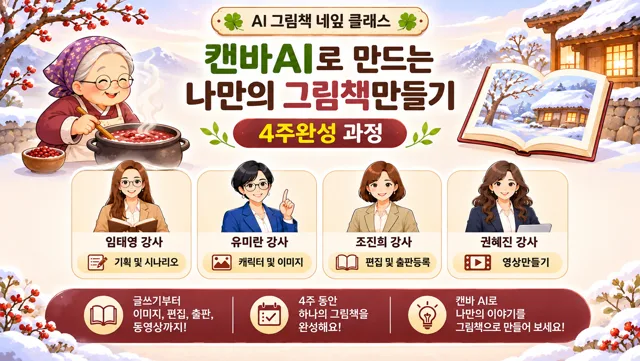 AI 그림책 네잎 클래스
캔바AI로 만드는
나만의 그림책만들기
4주완성 과정
임태영 강사
기획 및 시나리오
유미란 강사
캐릭터 및 이미지
조진희 강사
편집 및 출판등록
권혜진 강사
영상만들기
글쓰기부터
이미지, 편집, 출판,
동영상까지!
4주 동안
하나의 그림책을
완성해요!
캔바 AI로
나만의 이야기를
그림책으로 만들어 보세요!